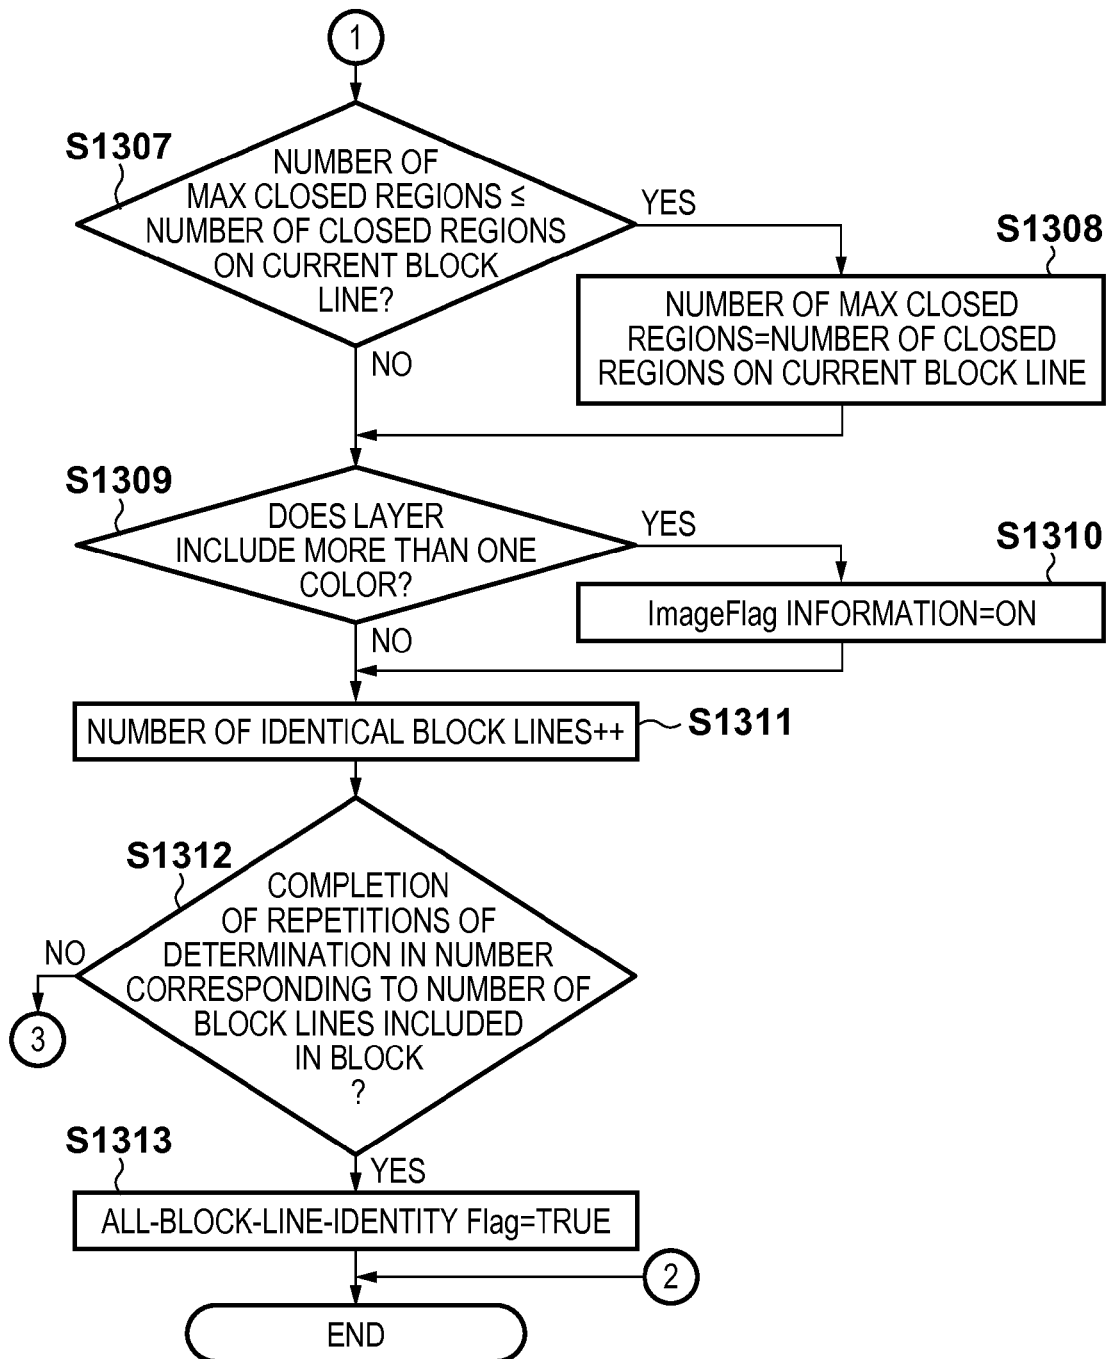 1
S1307
NUMBER OF
MAX CLOSED REGIONS ≤
NUMBER OF CLOSED REGIONS
ON CURRENT BLOCK
LINE?
YES
NO
S1308
NUMBER OF MAX CLOSED
REGIONS=NUMBER OF CLOSED
REGIONS ON CURRENT BLOCK LINE
S1309
DOES LAYER
INCLUDE MORE THAN ONE
COLOR?
YES
NO
S1310
ImageFlag INFORMATION=ON
NUMBER OF IDENTICAL BLOCK LINES++
S1311
S1312
COMPLETION
OF REPETITIONS OF
DETERMINATION IN NUMBER
CORRESPONDING TO NUMBER OF
BLOCK LINES INCLUDED
IN BLOCK
?
NO
3
YES
S1313
ALL-BLOCK-LINE-IDENTITY Flag=TRUE
2
END